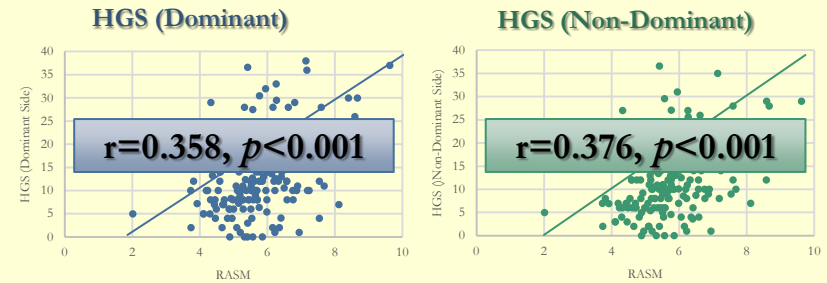 HGS (Dominant)
40
35
30
25
20
15
10
5
0
HGS (Dominant Side)
r=0.358, p<0.001
0 2 4 6 8 10
RASM
HGS (Non-Dominant)
40
35
30
25
20
15
10
5
0
HGS (Non-Dominant Side)
r=0.376, p<0.001
0 2 4 6 8 10
RASM